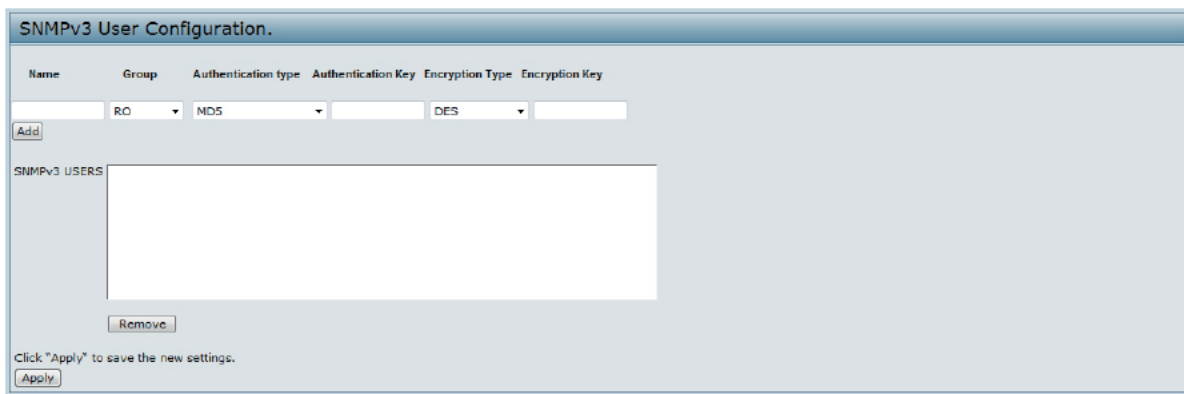 SNMPv3 User Configuration.
Name Group Authentication type Authentication Key Encryption Type Encryption Key
RO MD5 DES
Add
SNMPv3 USERS
Remove
Click "Apply" to save the new settings.
Apply